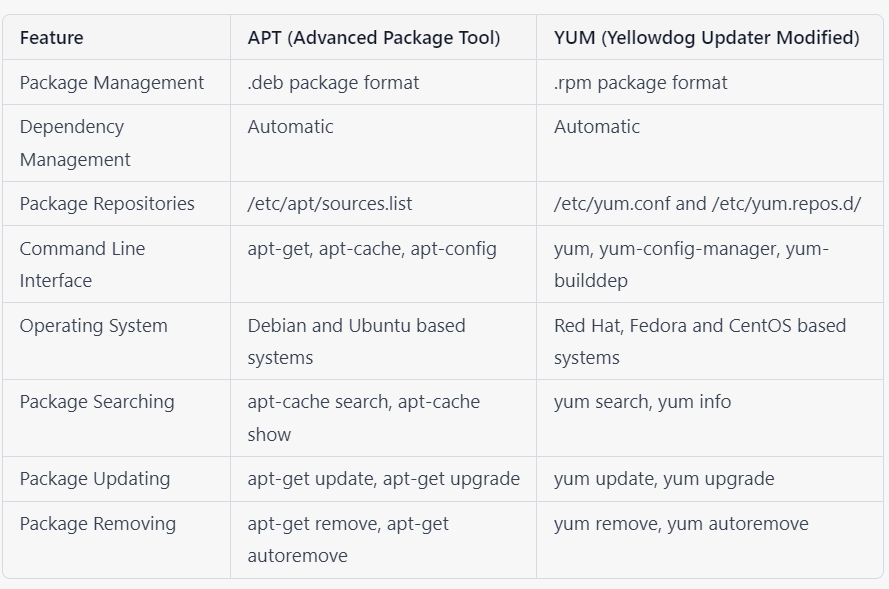 Feature APT (Advanced Package Tool) YUM (Yellowdog Updater Modified)
Package Management .deb package format .rpm package format
Dependency Automatic Automatic
Management
Package Repositories /etc/apt/sources.list /etc/yum.conf and /etc/yum.repos.d/
Command Line apt-get, apt-cache, apt-config yum, yum-config-manager, yum-
Interface builddep
Operating System Debian and Ubuntu based Red Hat, Fedora and CentOS based
systems systems
Package Searching apt-cache search, apt-cache yum search, yum info
show
Package Updating apt-get update, apt-get upgrade yum update, yum upgrade
Package Removing apt-get remove, apt-get yum remove, yum autoremove
autoremove